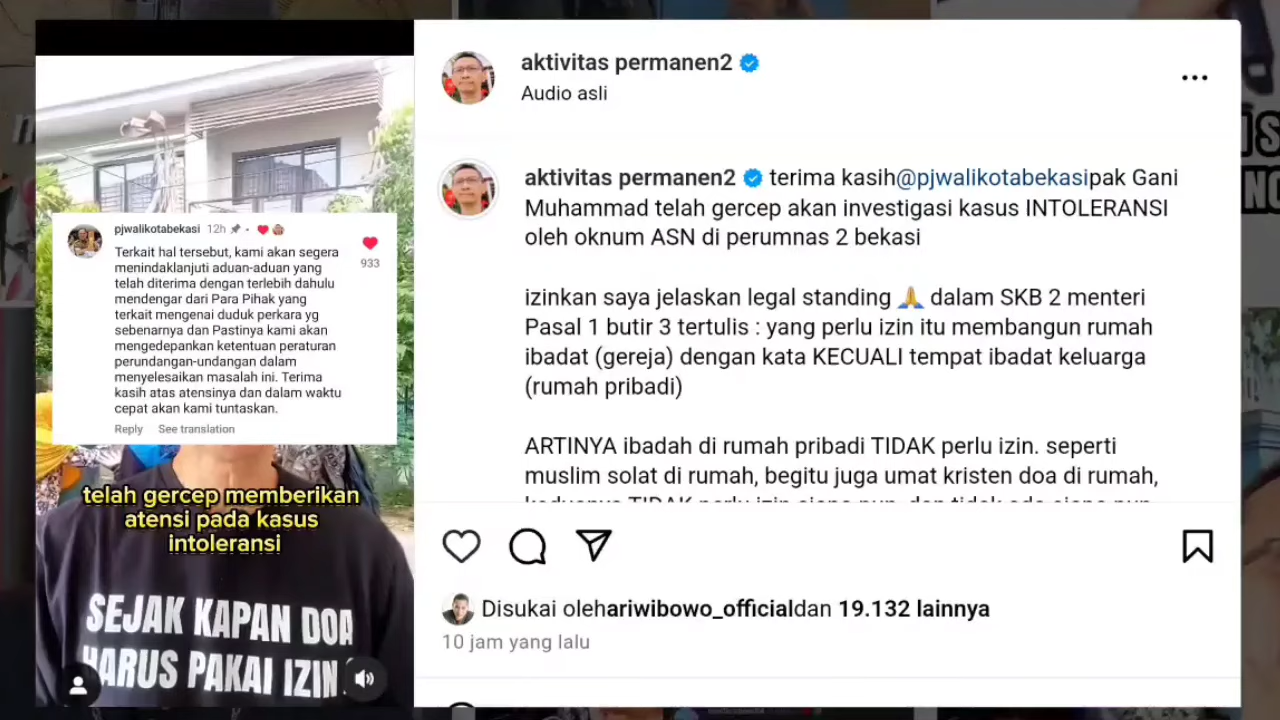 aktivitas permanen2
Audio asli
aktivitas permanen2 terima kasih@pjwalikotabekasipak Gani
Muhammad telah gercep akan investigasi kasus INTOLERANSI
oleh oknum ASN di perumnas 2 bekasi
izinkan saya jelaskan legal standing 🙏 dalam SKB 2 menteri
Pasal 1 butir 3 tertulis : yang perlu izin itu membangun rumah
ibadat (gereja) dengan kata KECUALI tempat ibadat keluarga
(rumah pribadi)
ARTINYA ibadah di rumah pribadi TIDAK perlu izin. seperti
muslim solat di rumah, begitu juga umat kristen doa di rumah,
Disukai olehariwibowo_officialdan 19.132 lainnya
10 jam yang lalu
pjwalikotabekasi 12h
Terkait hal tersebut, kami akan segera
menindaklanjuti aduan-aduan yang
telah diterima dengan terlebih dahulu
mendengar dari Para Pihak yang
terkait mengenai duduk perkara yg
sebenarnya dan Pastinya kami akan
mengedepankan ketentuan peraturan
perundangan-undangan dalam
menyelesaikan masalah ini. Terima
kasih atas atensinya dan dalam waktu
cepat akan kami tuntaskan.
Reply See translation
933
telah gercep memberikan
atensi pada kasus
intoleransi
SEJAK KAPAN DOA
HARUS PAKAI IZIN